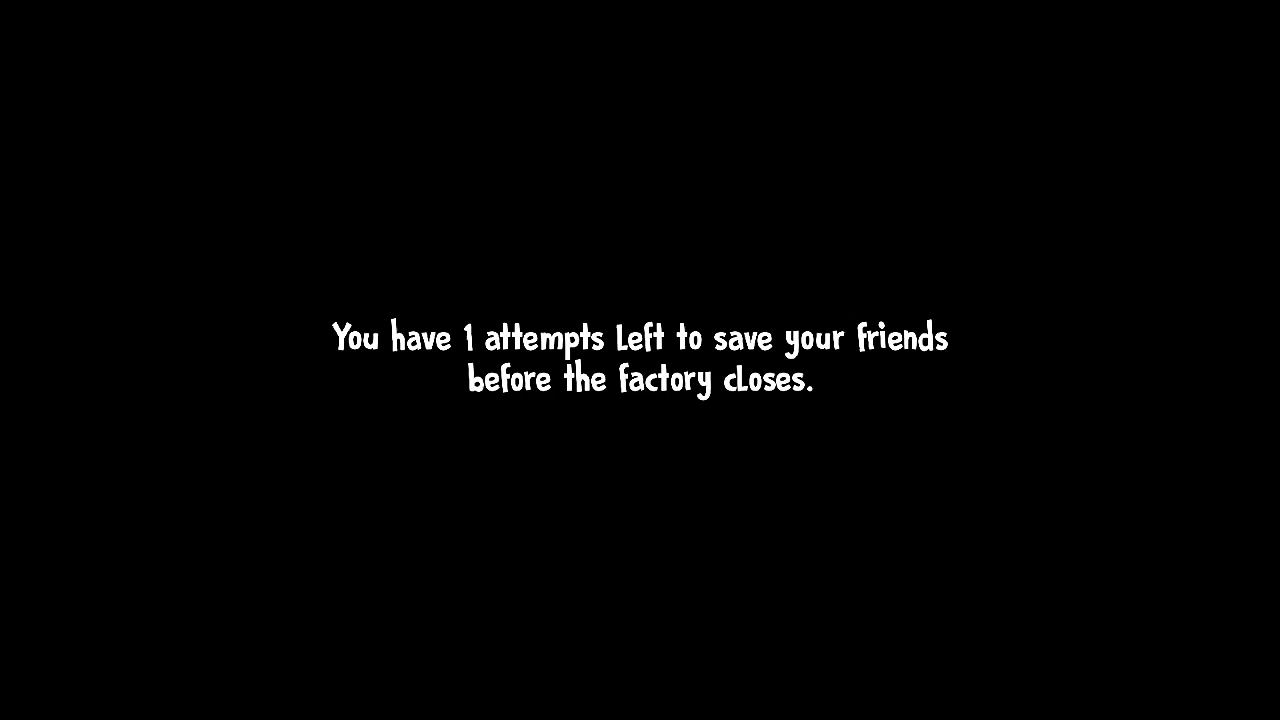 You have 1 attempts left to save your friends
before the factory closes.